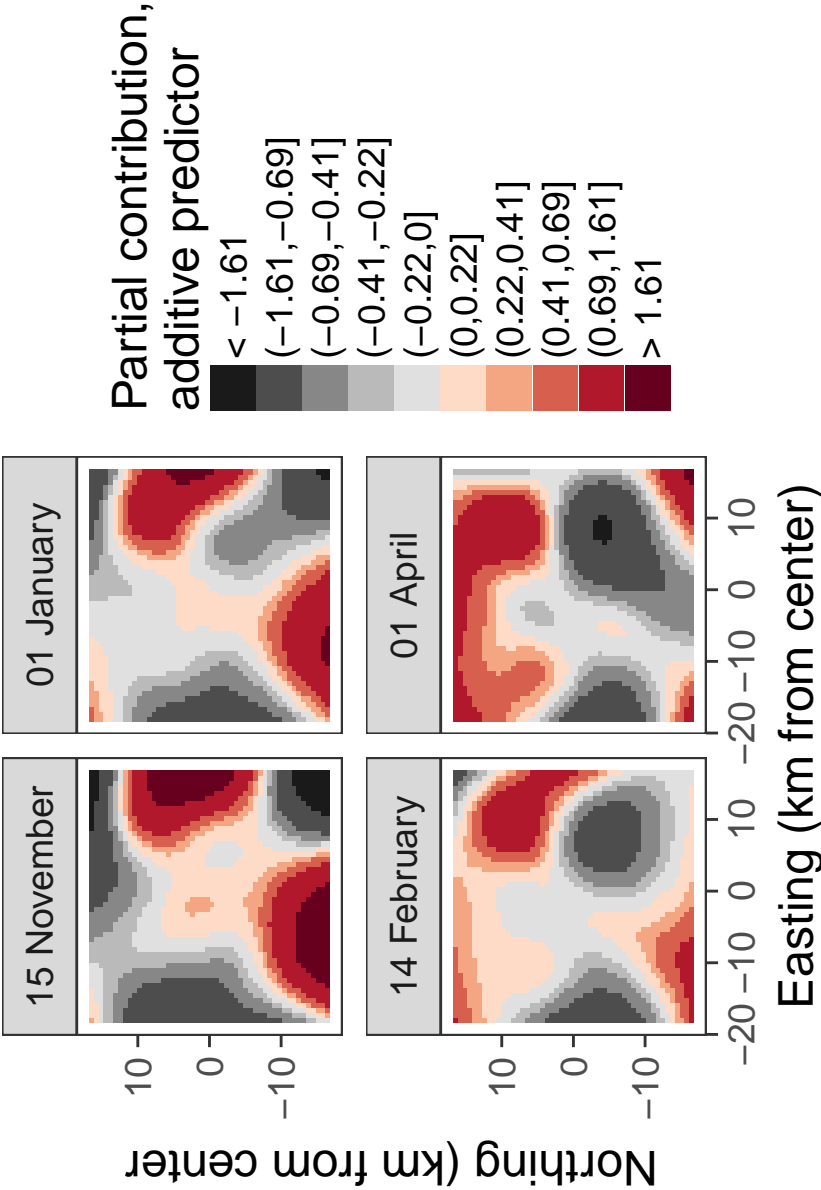 Partial contribution,
additive predictor
< −1.61
(−1.61,−0.69]
(−0.69,−0.41]
(−0.41,−0.22]
(−0.22,0]
(0,0.22]
(0.22,0.41]
(0.41,0.69]
(0.69,1.61]
> 1.61
15 November
01 January
14 February
01 April
10
0
−10
10
0
−10
−20 −10 0 10
−20 −10 0 10
Easting (km from center)
Northing (km from center